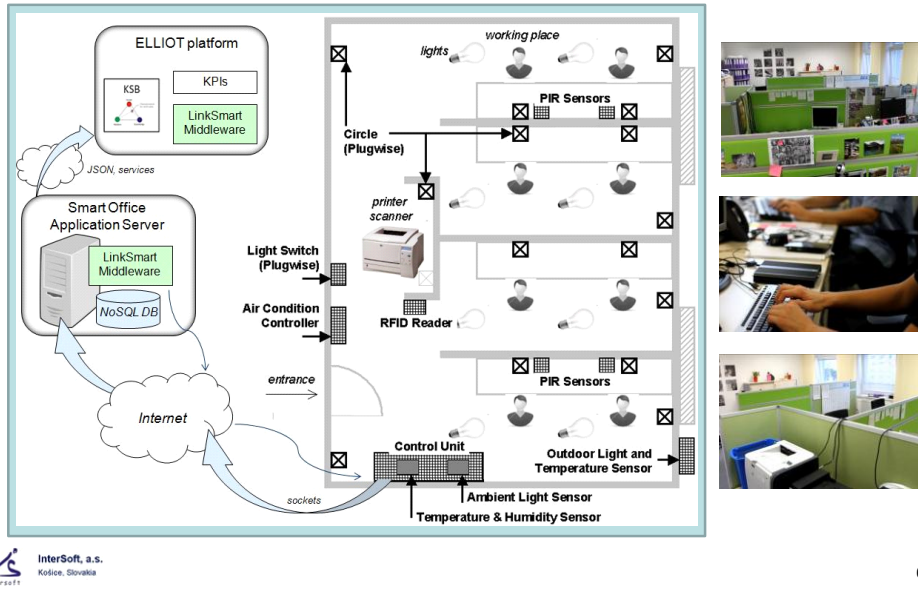 ELLIOT platform
KSB
KPIs
LinkSmart
Middleware
JSON, services
Smart Office
Application Server
LinkSmart
Middleware
NoSQL DB
Internet
sockets
lights
working place
PIR Sensors
Circle
(Plugwise)
printer
scanner
Light Switch
(Plugwise)
Air Condition
Controller
RFID Reader
entrance
PIR Sensors
Control Unit
Outdoor Light and
Temperature Sensor
Ambient Light Sensor
Temperature & Humidity Sensor
InterSoft, a.s.
Košice, Slovakia